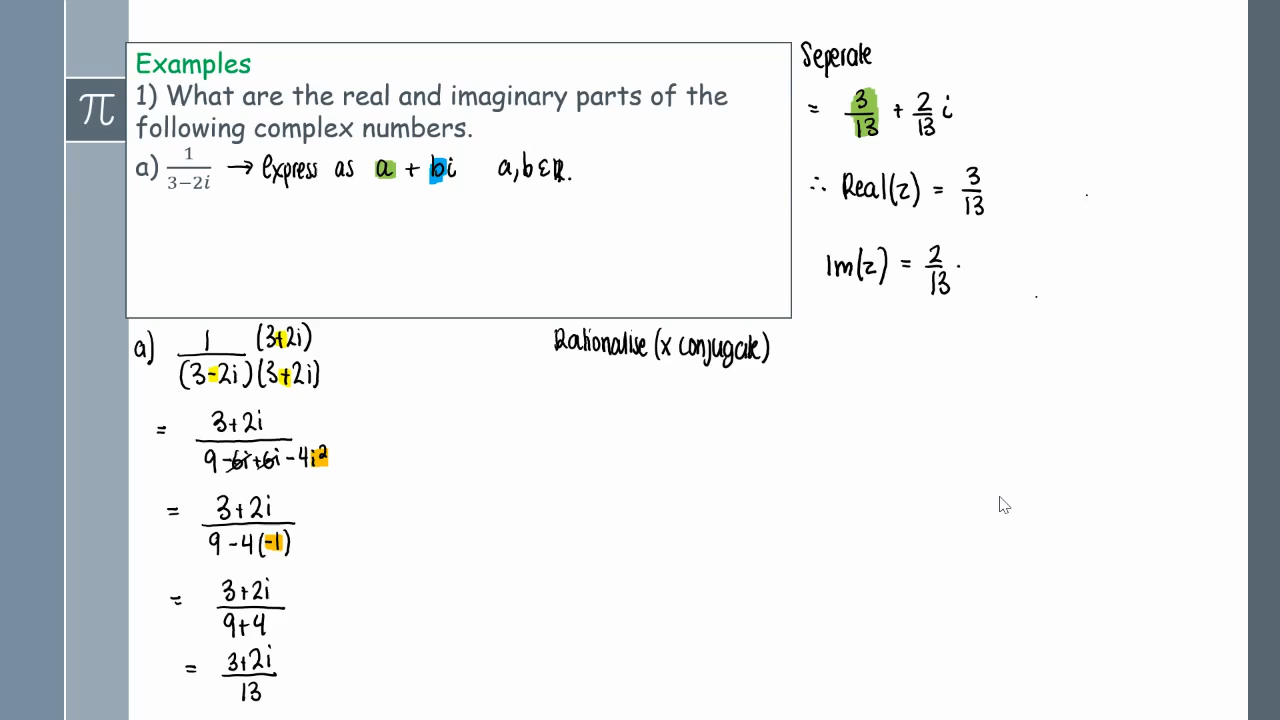 π
Examples
1) What are the real and imaginary parts of the
following complex numbers.
a) 1/(3−2i) → Express as a + bi a, b ∈ ℝ.
a) 1 (3+2i) / (3-2i)(3+2i) Rationalise (x conjugate)
= 3+2i / 9-6i+6i-4i²
= 3+2i / 9-4(-1)
= 3+2i / 9+4
= 3+2i / 13
Seperate
= 3/13 + 2/13 i
∴ Real(z) = 3/13
Im(z) = 2/13.